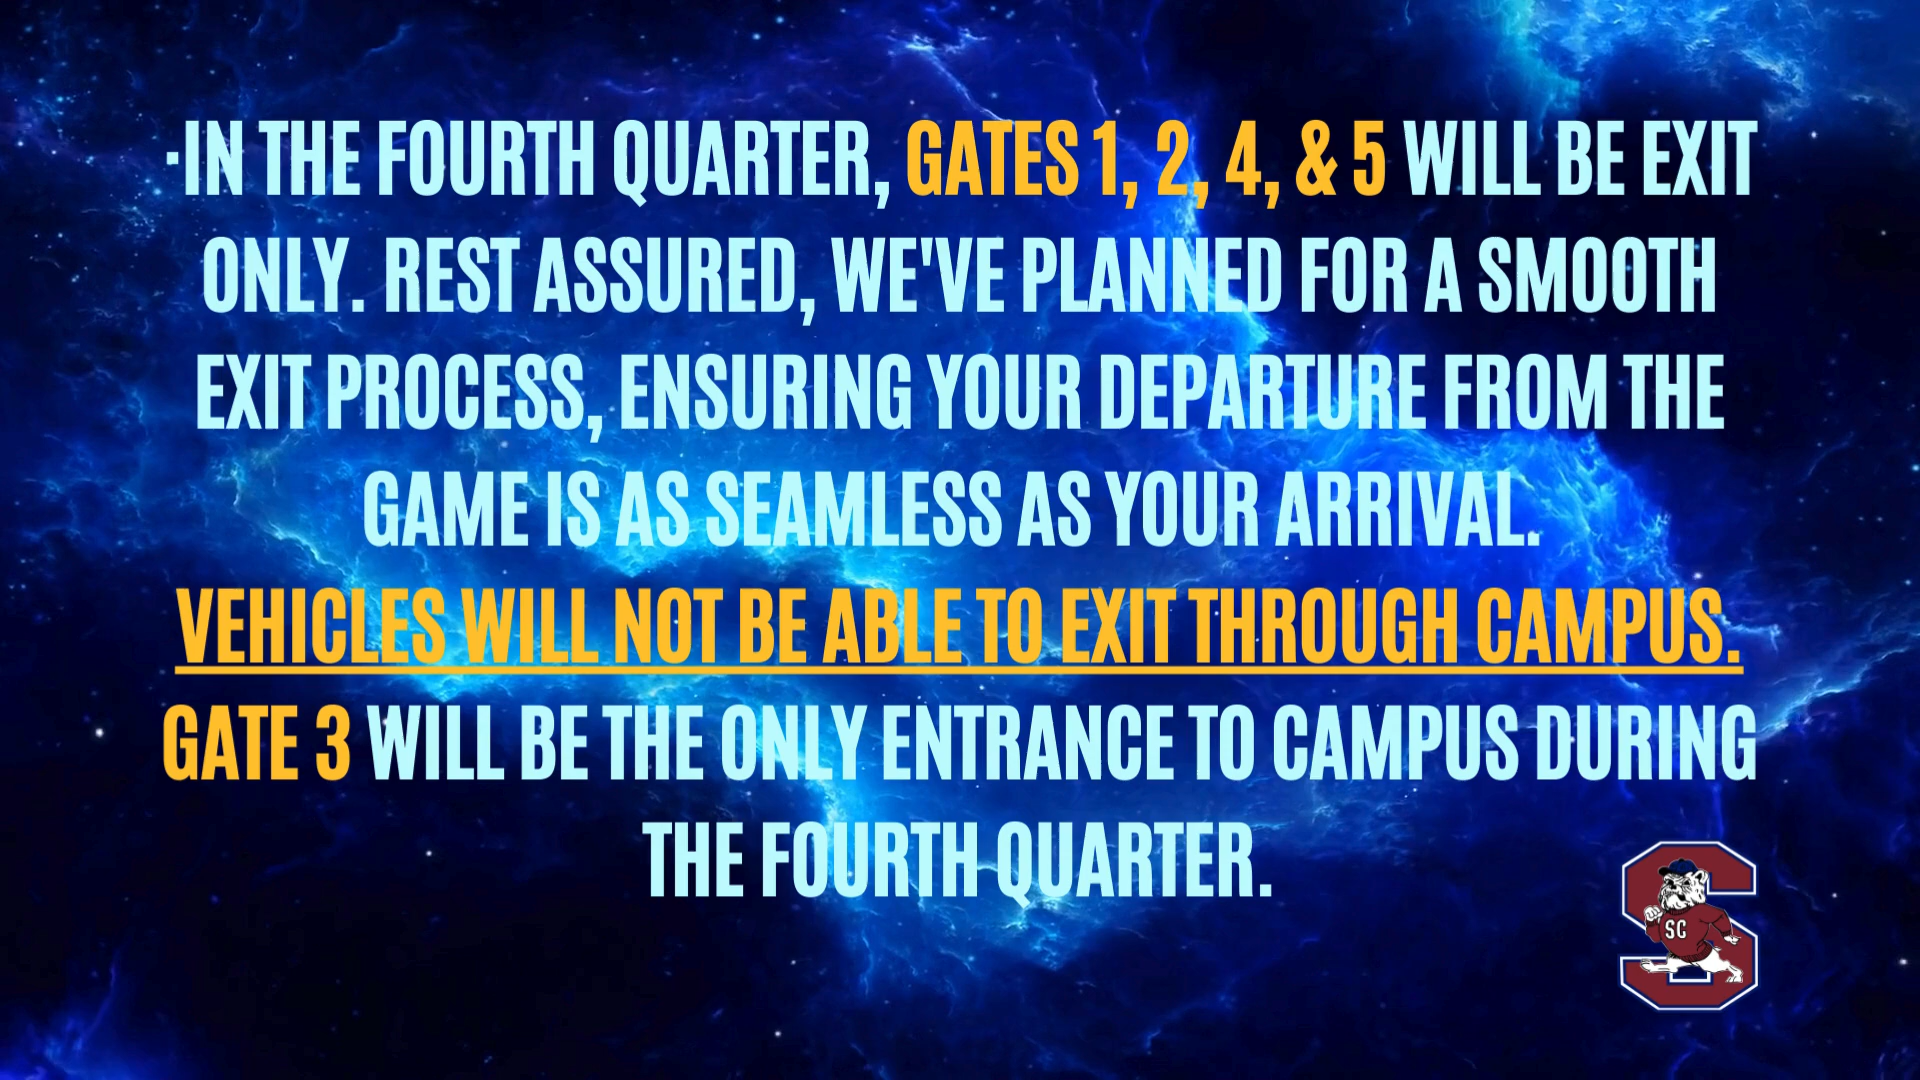 ·IN THE FOURTH QUARTER, GATES 1, 2, 4, & 5 WILL BE EXIT
ONLY. REST ASSURED, WE'VE PLANNED FOR A SMOOTH
EXIT PROCESS, ENSURING YOUR DEPARTURE FROM THE
GAME IS AS SEAMLESS AS YOUR ARRIVAL.
VEHICLES WILL NOT BE ABLE TO EXIT THROUGH CAMPUS.
GATE 3 WILL BE THE ONLY ENTRANCE TO CAMPUS DURING
THE FOURTH QUARTER.
S
SC